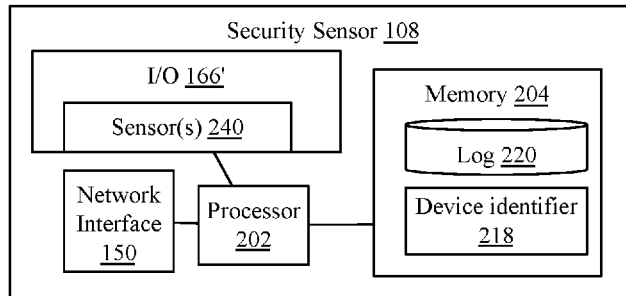 Security Sensor 108
I/O 166'
Sensor(s) 240
Memory 204
Log 220
Device identifier
218
Network
Interface
150
Processor
202